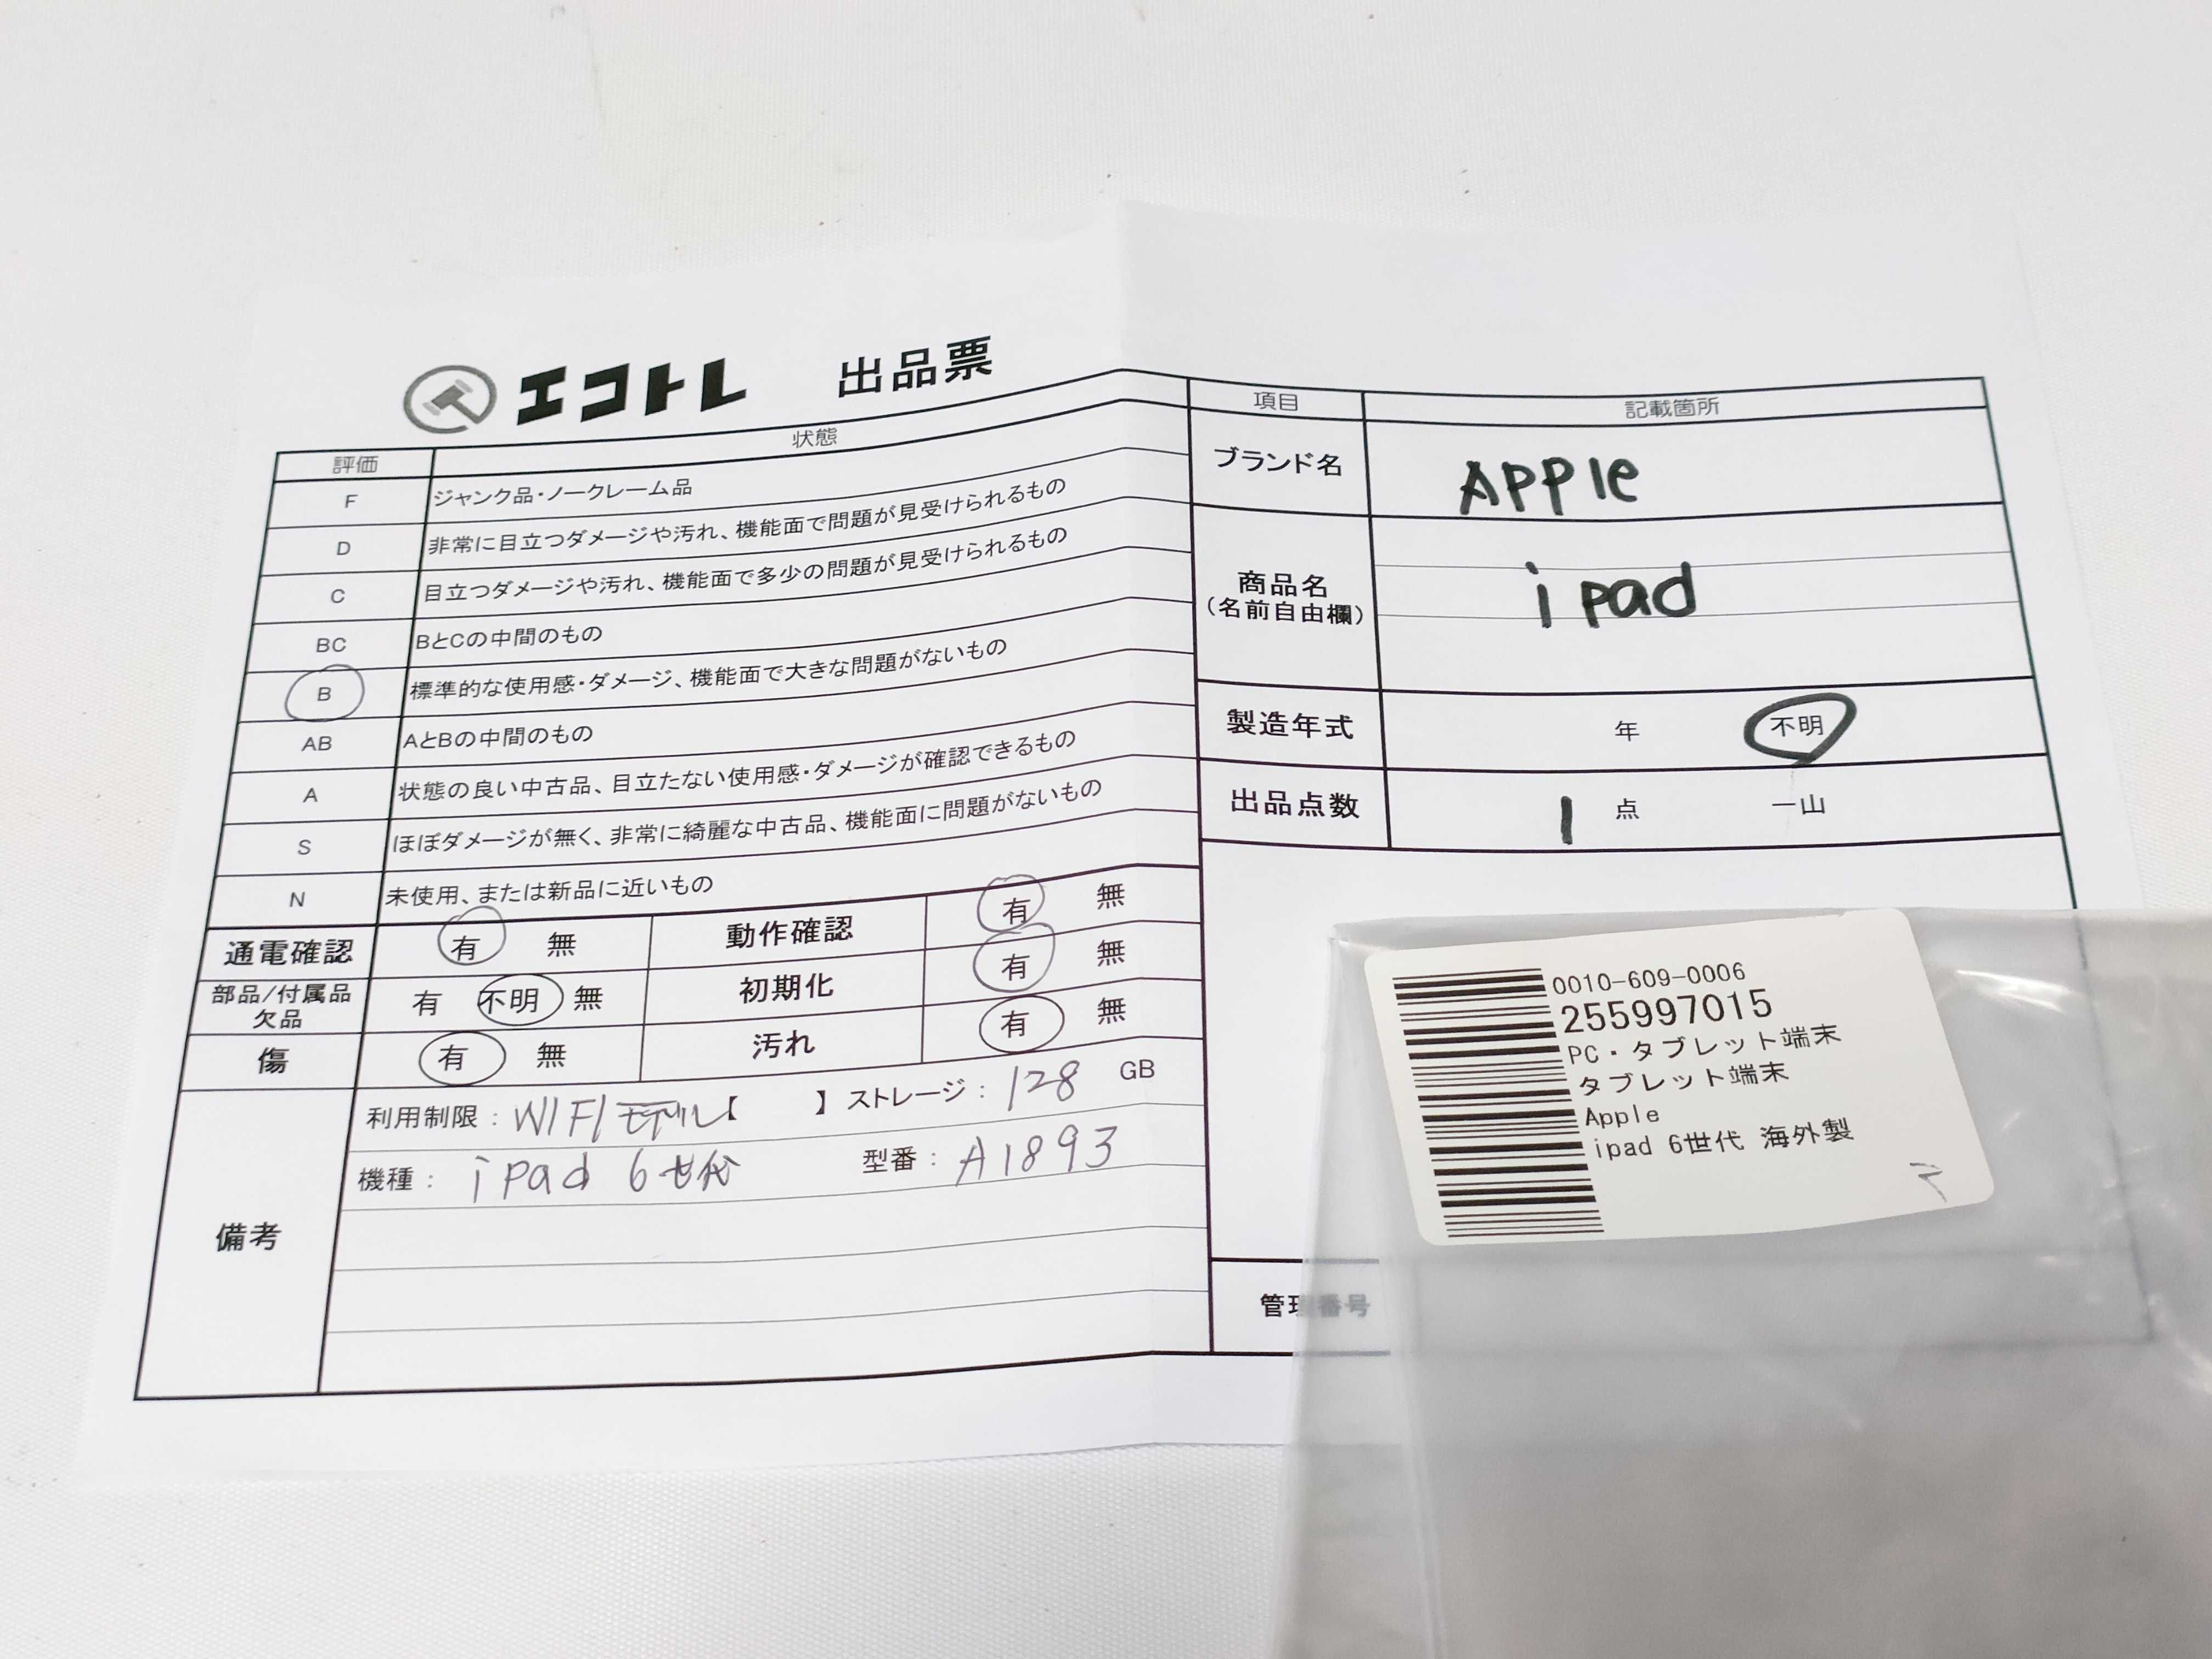 エコトレ 出品票
評価 状態
F ジャンク品・ノークレーム品
D 非常に目立つダメージや汚れ、機能面で問題が見受けられるもの
C 目立つダメージや汚れ、機能面で多少の問題が見受けられるもの
BC BとCの中間のもの
B 標準的な使用感・ダメージ、機能面で大きな問題がないもの
AB AとBの中間のもの
A 状態の良い中古品、目立たない使用感・ダメージが確認できるもの
S ほぼダメージが無く、非常に綺麗な中古品、機能面に問題がないもの
N 未使用、または新品に近いもの
通電確認 有 無 動作確認 有 無
部品/付属品 欠品 有 不明 無 初期化 有 無
傷 有 無 汚れ 有 無
備考
利用制限: WIFIモデル【 】ストレージ: 128 GB
機種: ipad 6世代 型番: A1893
項目 記載箇所
ブランド名 APPle
商品名 ipad
(名前自由欄)
製造年式 年 不明
出品点数 1 点 一山
管理番号
0010-609-0006
255997015
PC・タブレット端末
タブレット端末
Apple
ipad 6世代 海外製